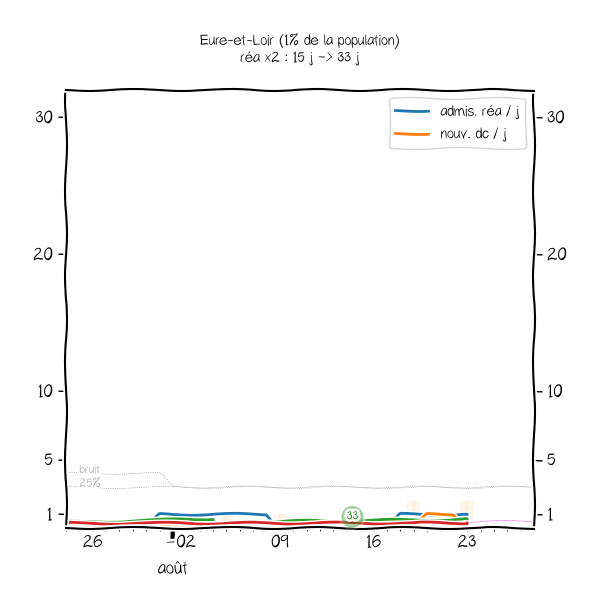 Eure-et-Loir (1% de la population)
réa x2 : 15 j -> 33 j
admis. réa / j
nouv. dc / j
30
30
20
20
10
10
5
5
bruit
25%
1
1
33
26
02
09
16
23
août